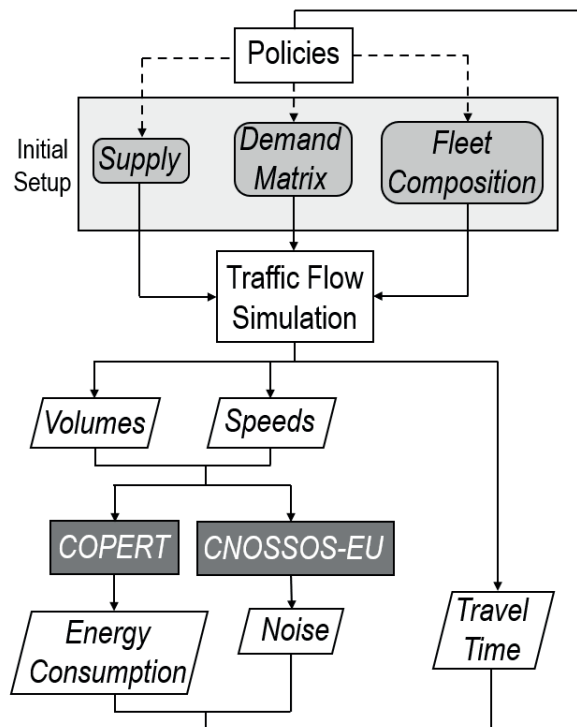 Policies
Initial
Setup
Supply
Demand
Matrix
Fleet
Composition
Traffic Flow
Simulation
Volumes
Speeds
COPERT
CNOSSOS-EU
Energy
Consumption
Noise
Travel
Time